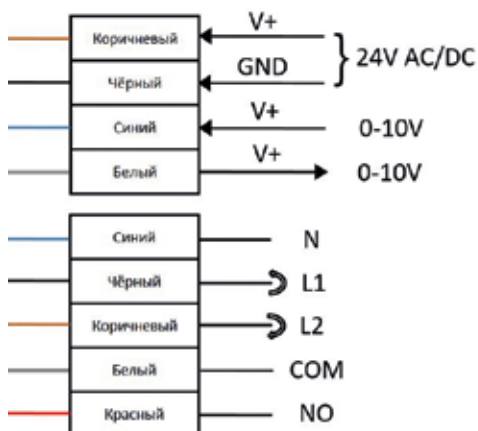 Коричневый V+
Чёрный GND 24V AC/DC
Синий V+ 0-10V
Белый V+ 0-10V
Синий N
Чёрный L1
Коричневый L2
Белый COM
Красный NO